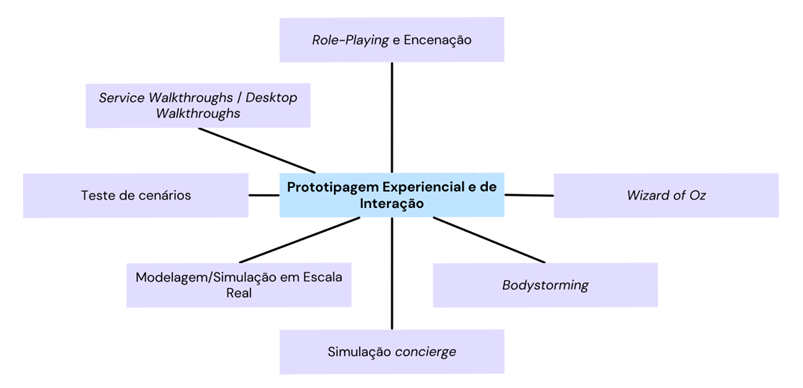 Role-Playing e Encenação
Service Walkthroughs / Desktop
Walkthroughs
Teste de cenários
Prototipagem Experiencial e de
Interação
Wizard of Oz
Modelagem/Simulação em Escala
Real
Bodystorming
Simulação concierge